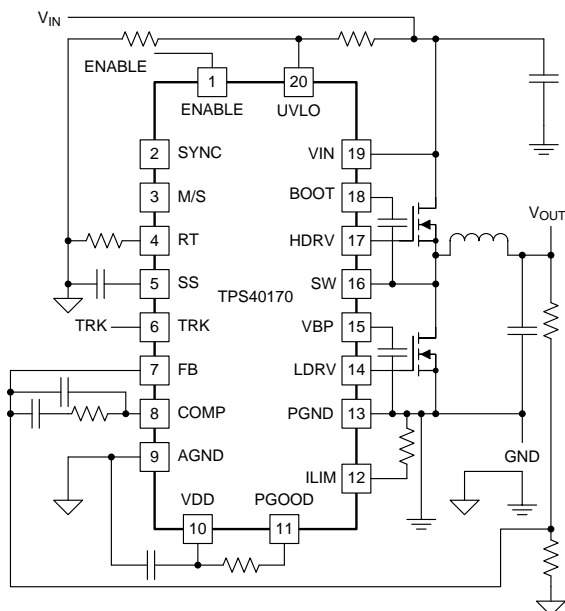 VIN
ENABLE
1
20
ENABLE
UVLO
2 SYNC
VIN 19
3 M/S
BOOT 18
4 RT
HDRV 17
VOUT
5 SS
SW 16
TPS40170
TRK 6 TRK
VBP 15
7 FB
LDRV 14
8 COMP
PGND 13
9 AGND
GND
ILIM 12
VDD
PGOOD
10
11